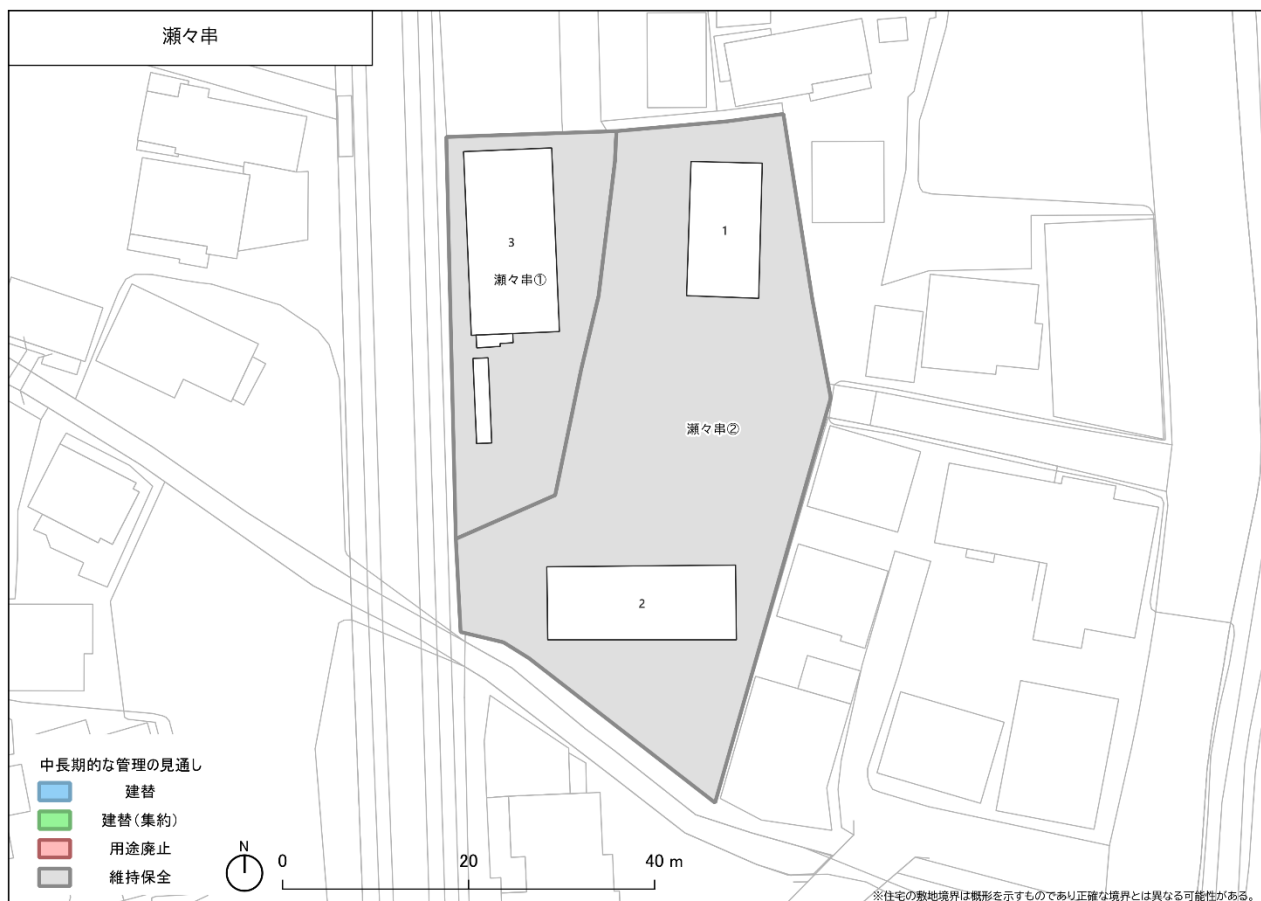 瀬々串
1
3
瀬々串①
瀬々串②
2
中長期的な管理の見通し
建替
建替(集約)
用途廃止
維持保全
N
0 20 40 m
※住宅の敷地境界は概形を示すものであり正確な境界とは異なる可能性がある。